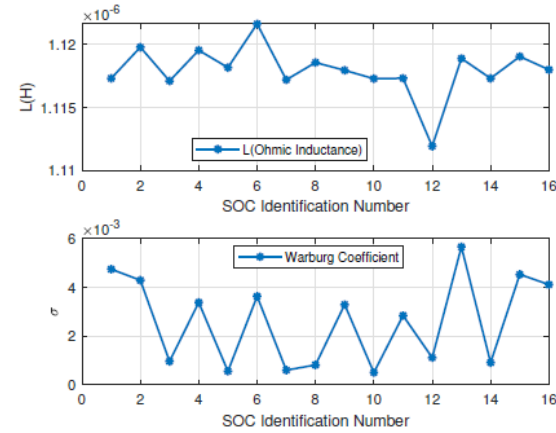 ×10⁻⁶
1.12
1.115
1.11
L(H)
L(Ohmic Inductance)
0 2 4 6 8 10 12 14 16
SOC Identification Number
×10⁻³
6
4
2
0
σ
Warburg Coefficient
0 2 4 6 8 10 12 14 16
SOC Identification Number